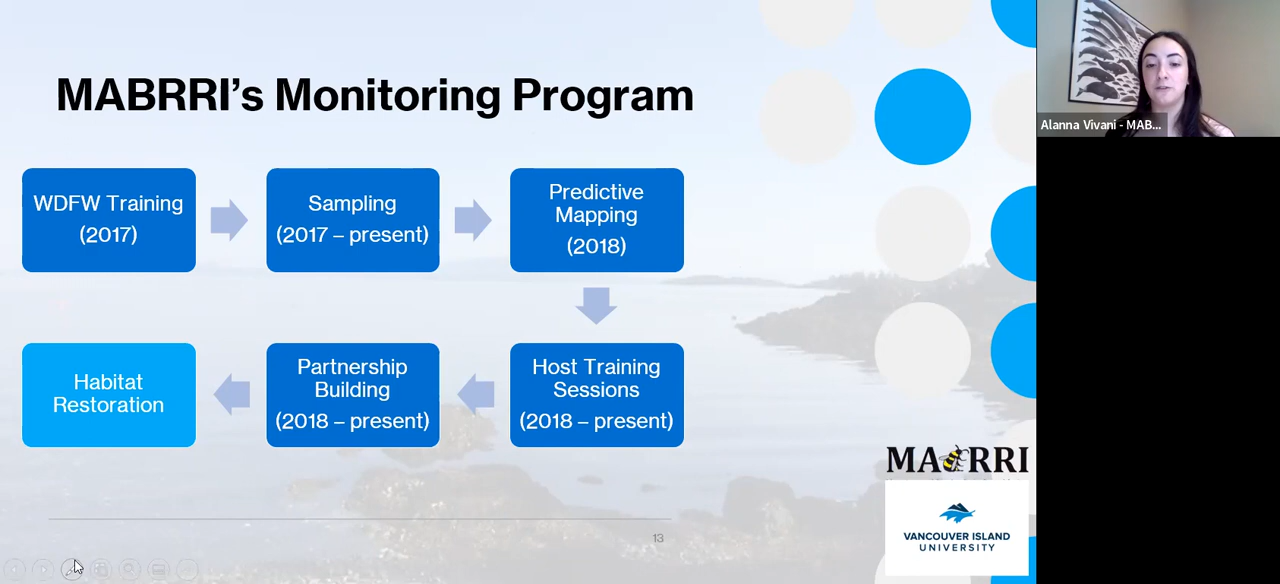 MABRRI's Monitoring Program
WDFW Training
(2017)
Sampling
(2017 – present)
Predictive
Mapping
(2018)
Habitat
Restoration
Partnership
Building
(2018 – present)
Host Training
Sessions
(2018 – present)
MABRRI
VANCOUVER ISLAND
UNIVERSITY
13
Alanna Vivani - MAB...